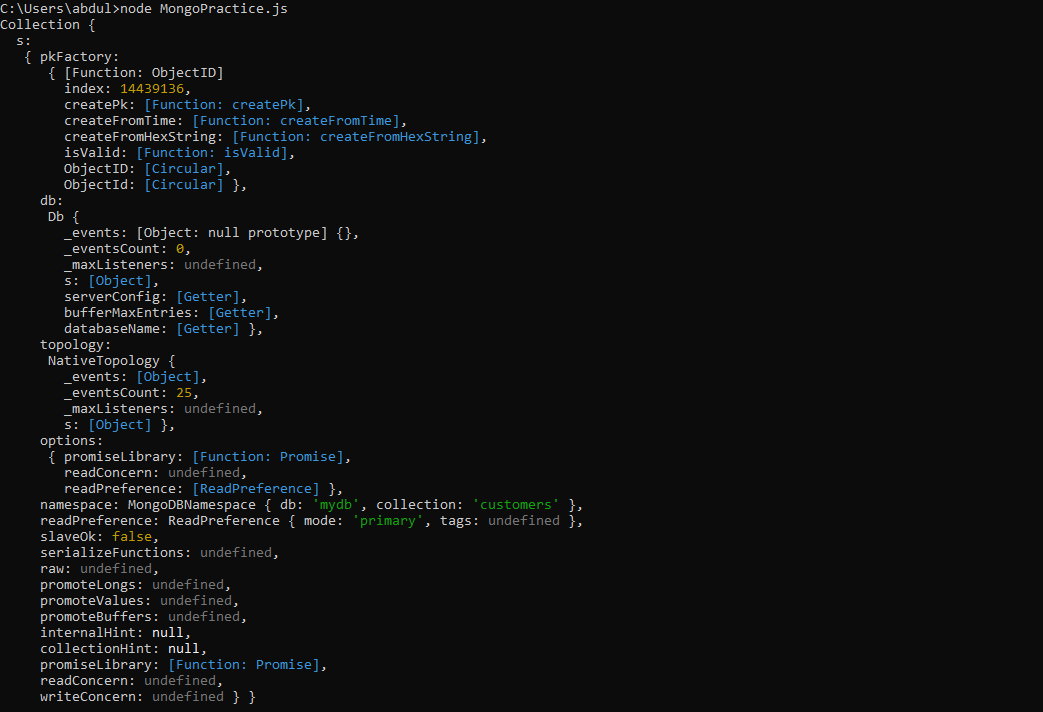 C:\Users\abdul>node MongoPractice.js
Collection {
  s:
   { pkFactory:
      { [Function: ObjectID]
        index: 14439136,
        createPk: [Function: createPk],
        createFromTime: [Function: createFromTime],
        createFromHexString: [Function: createFromHexString],
        isValid: [Function: isValid],
        ObjectID: [Circular],
        ObjectId: [Circular] },
     db:
      Db {
        _events: [Object: null prototype] {},
        _eventsCount: 0,
        _maxListeners: undefined,
        s: [Object],
        serverConfig: [Getter],
        bufferMaxEntries: [Getter],
        databaseName: [Getter] },
     topology:
      NativeTopology {
        _events: [Object],
        _eventsCount: 25,
        _maxListeners: undefined,
        s: [Object] },
     options:
      { promiseLibrary: [Function: Promise],
        readConcern: undefined,
        readPreference: [ReadPreference] },
     namespace: MongoDBNamespace { db: 'mydb', collection: 'customers' },
     readPreference: ReadPreference { mode: 'primary', tags: undefined },
     slaveOk: false,
     serializeFunctions: undefined,
     raw: undefined,
     promoteLongs: undefined,
     promoteValues: undefined,
     promoteBuffers: undefined,
     internalHint: null,
     collectionHint: null,
     promiseLibrary: [Function: Promise],
     readConcern: undefined,
     writeConcern: undefined } }